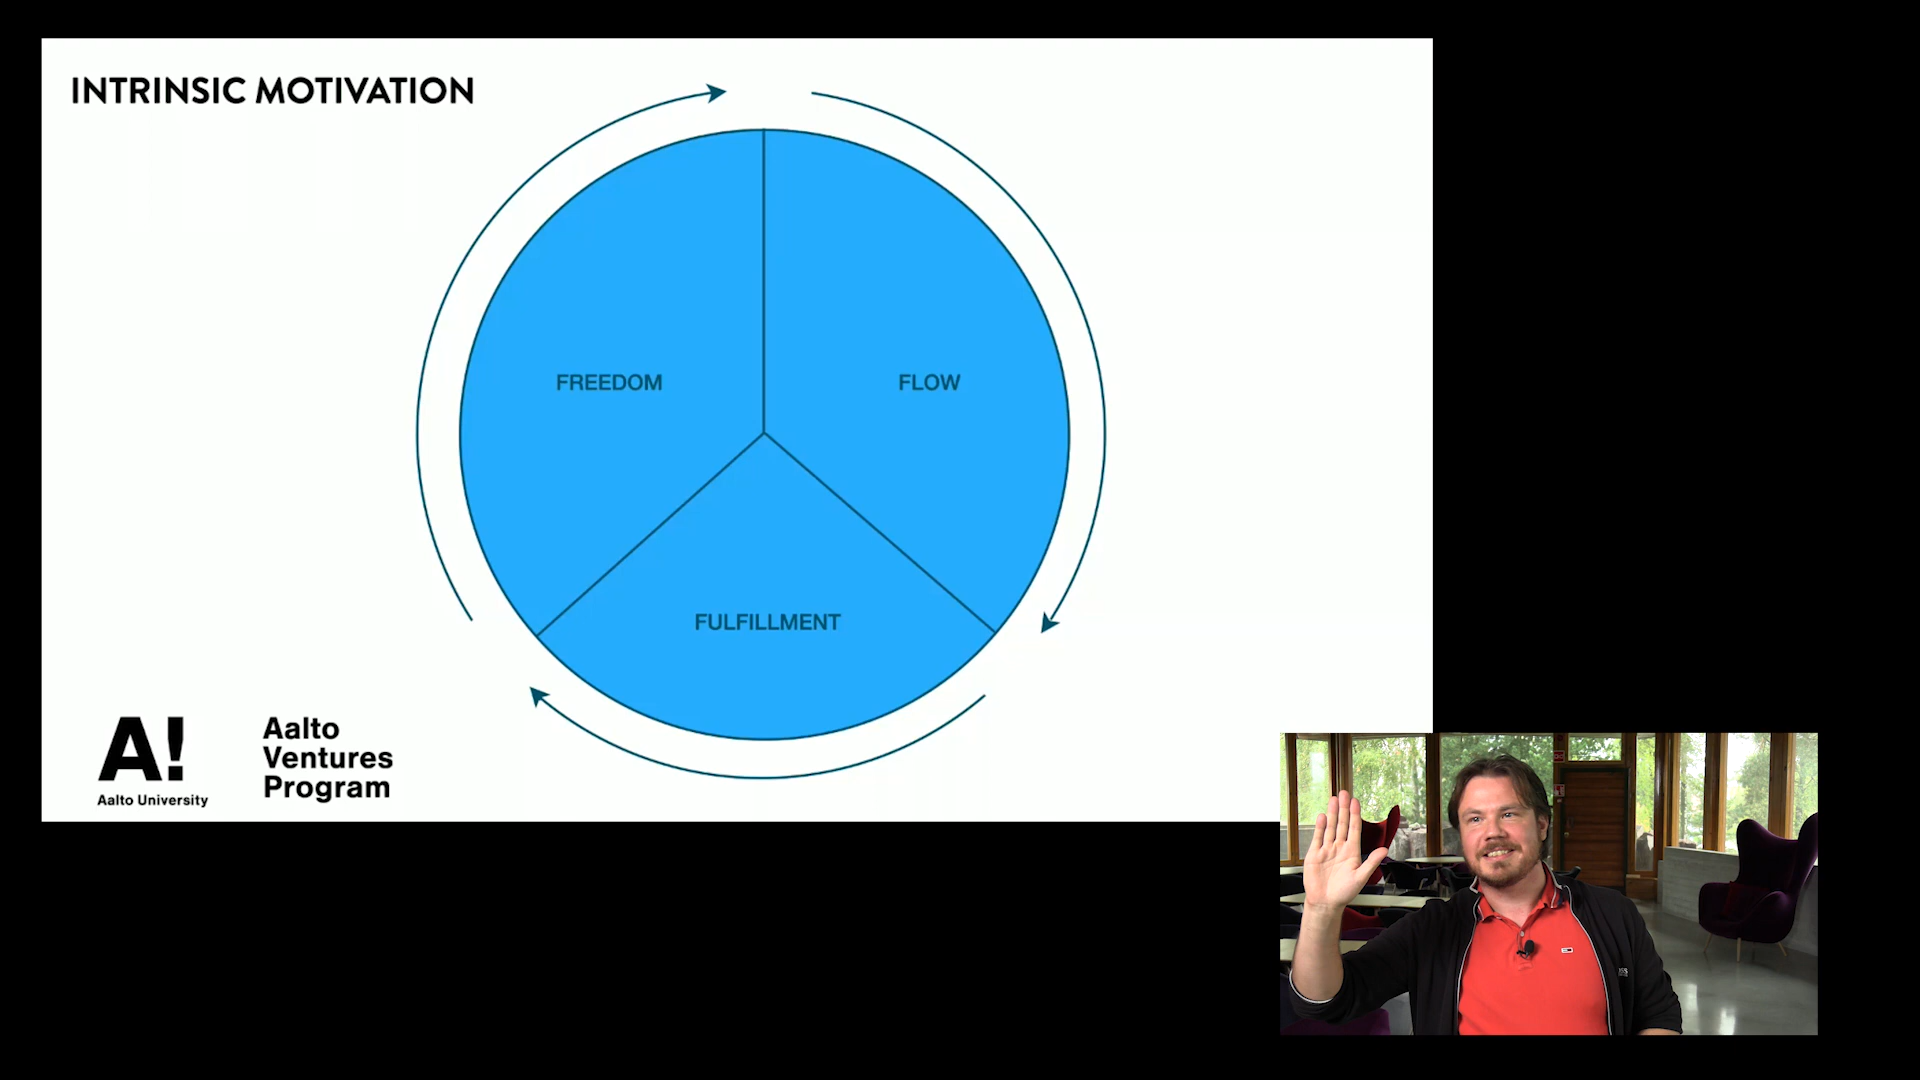 INTRINSIC MOTIVATION
FREEDOM
FLOW
FULFILLMENT
A!
Aalto University
Aalto
Ventures
Program